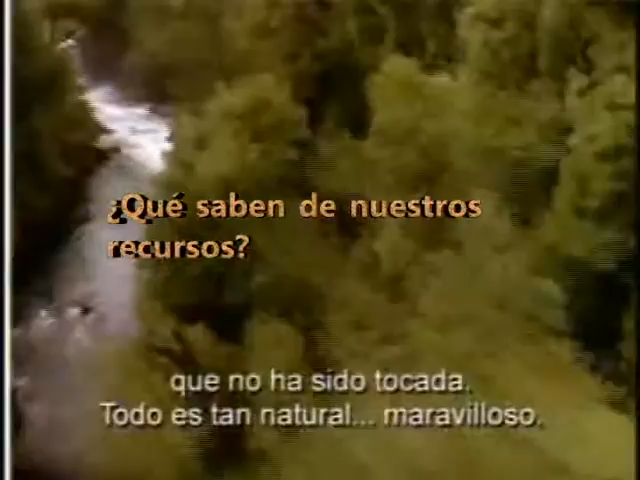 ¿Qué saben de nuestros
recursos?
que no ha sido tocada.
Todo es tan natural... maravilloso.